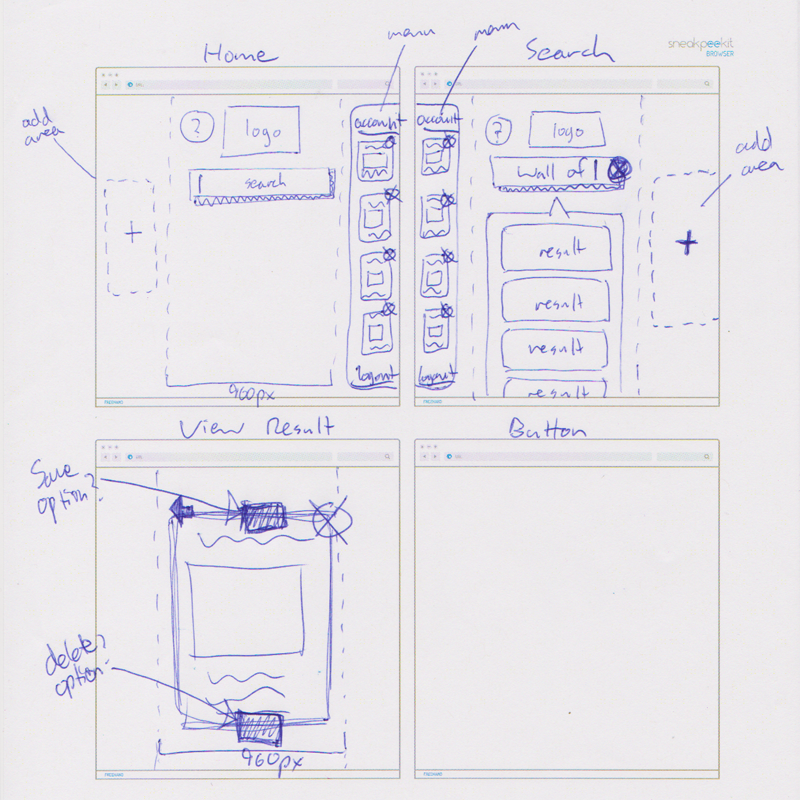 Home
menu
menu
Search
sneakpeekit
BROWSER
add
area
?
logo
search
account
logout
960px
account
logout
?
logo
wall of
result
result
result
result
add
area
+
+
View Result
Button
Save
option?
delete?
option
960px